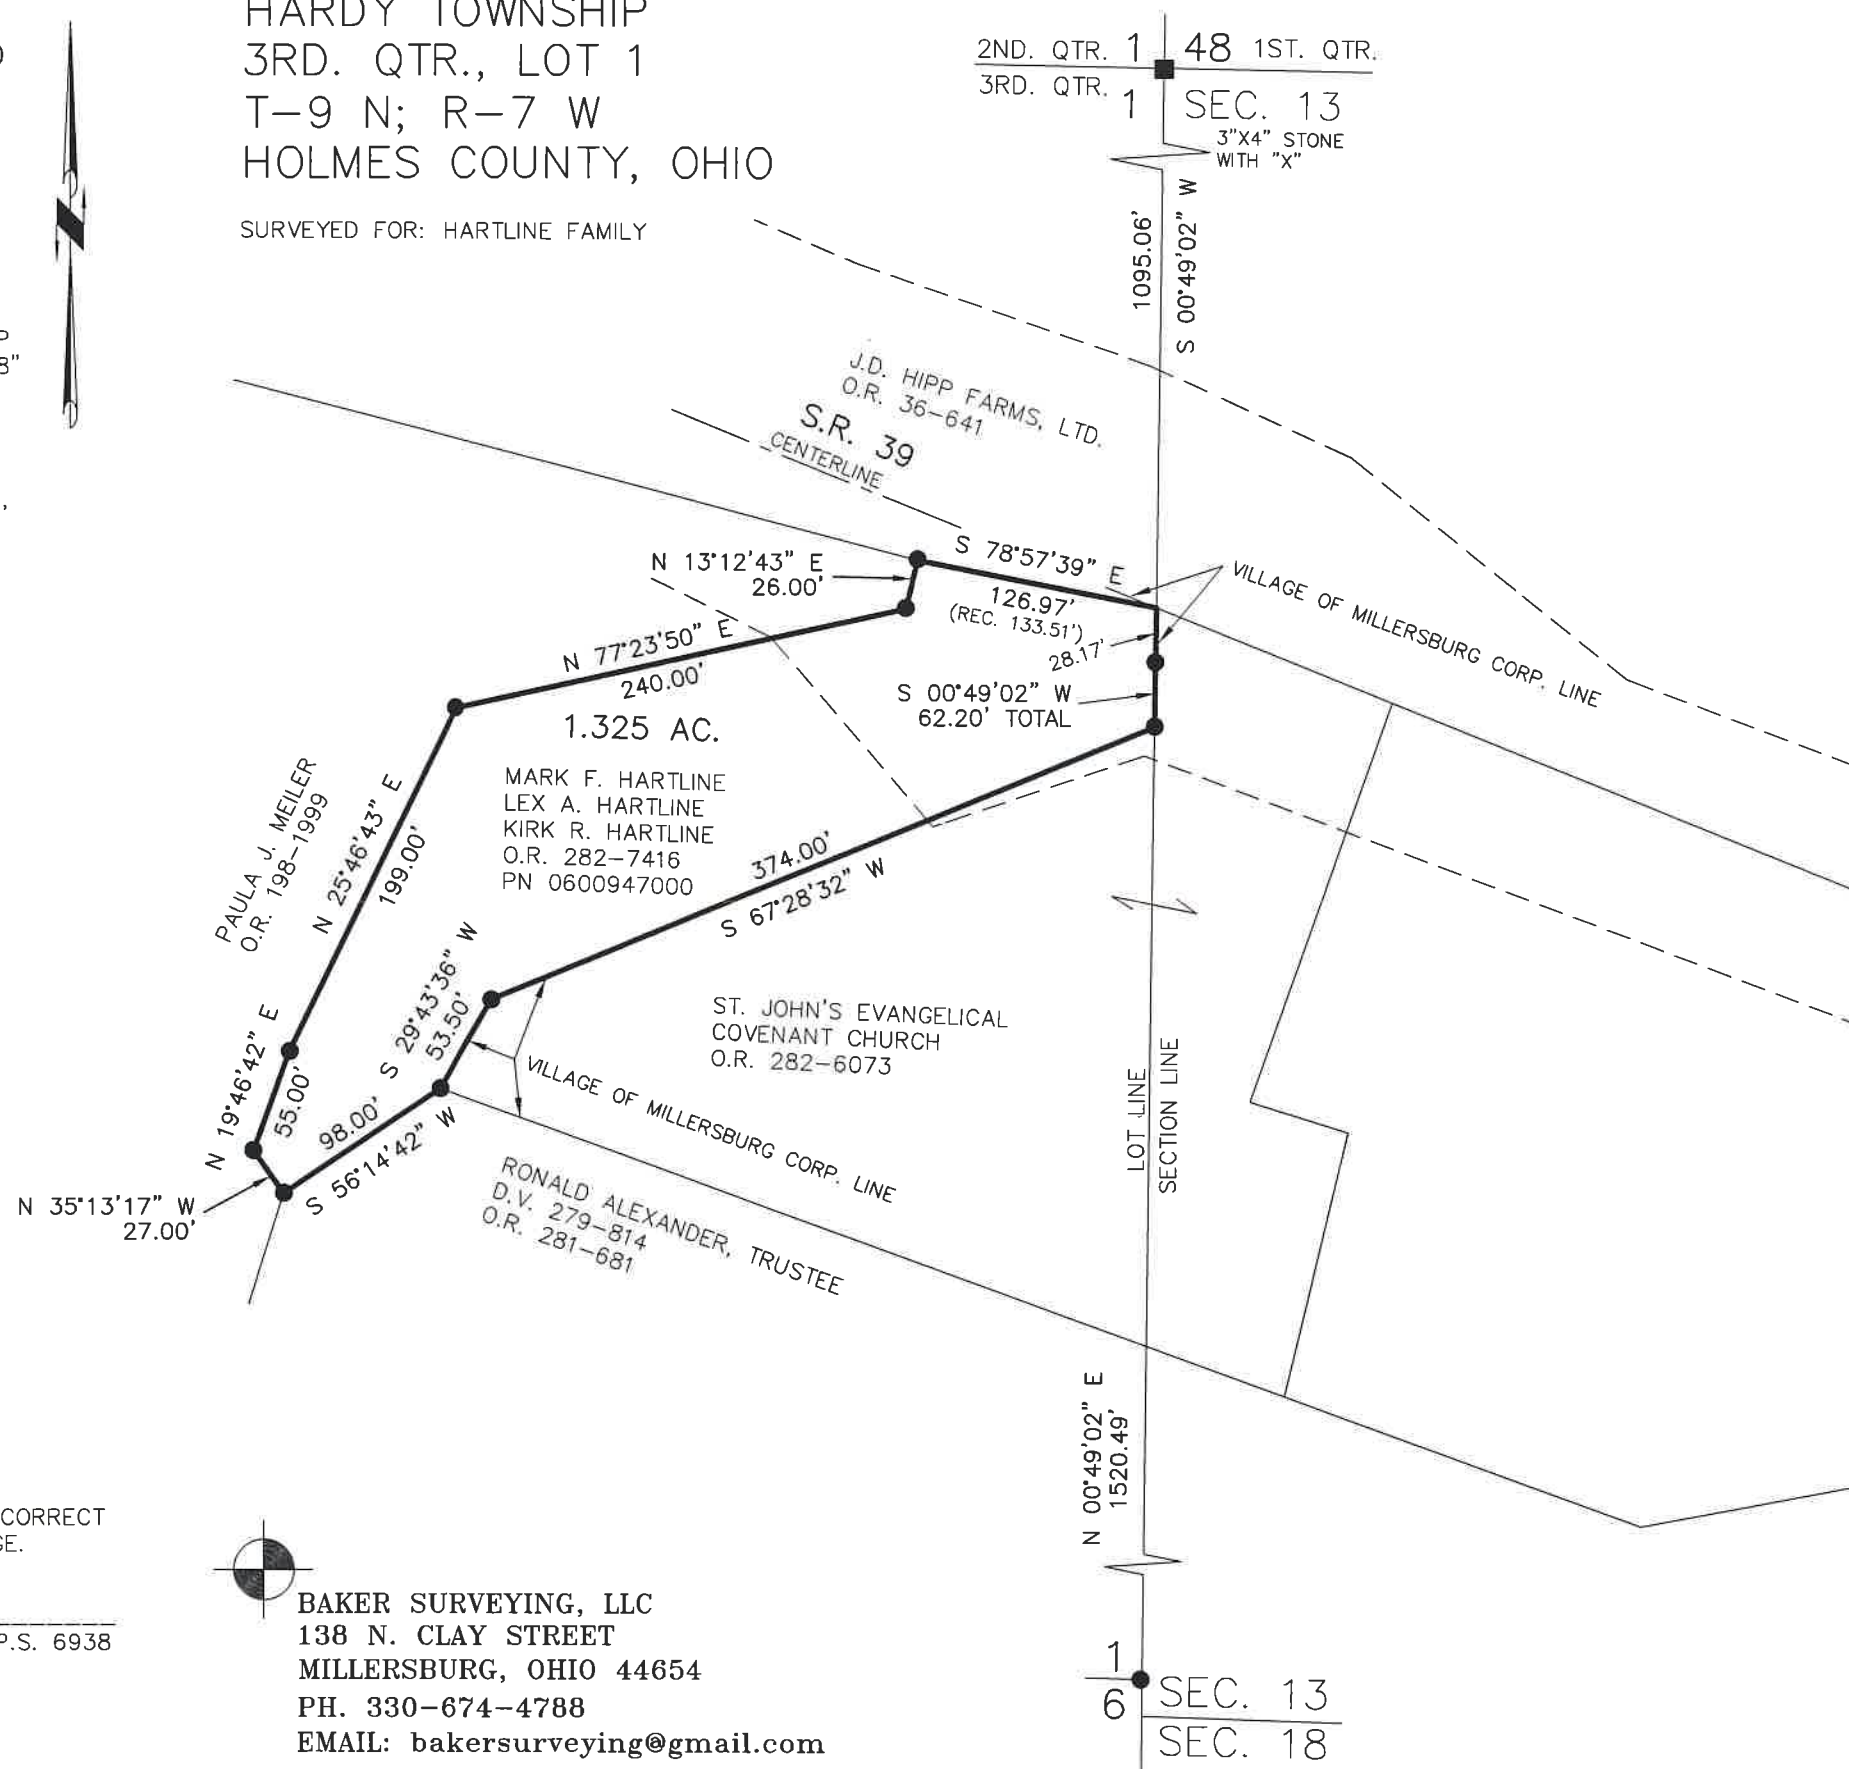 HARDY TOWNSHIP
3RD. QTR., LOT 1
T-9 N; R-7 W
HOLMES COUNTY, OHIO
SURVEYED FOR: HARTLINE FAMILY
2ND. QTR. 1 48 1ST. QTR.
3RD. QTR. 1 SEC. 13
3"X4" STONE
WITH "X"
1095.06'
S 00°49'02" W
8"
J.D. HIPP FARMS, LTD.
O.R. 36-641
S.R. 39
CENTERLINE
N 13°12'43" E
26.00'
S 78°57'39" E
126.97'
(REC. 133.51')
28.17'
VILLAGE OF MILLERSBURG CORP. LINE
N 77°23'50" E
240.00'
S 00°49'02" W
62.20' TOTAL
1.325 AC.
MARK F. HARTLINE
LEX A. HARTLINE
KIRK R. HARTLINE
O.R. 282-7416
PN 0600947000
PAULA J. MEILER
O.R. 198-1999
N 25°46'43" E
199.00'
374.00'
S 67°28'32" W
S 29°43'36" W
53.50'
ST. JOHN'S EVANGELICAL
COVENANT CHURCH
O.R. 282-6073
N 19°46'42" E
55.00'
98.00'
S 56°14'42" W
VILLAGE OF MILLERSBURG CORP. LINE
LOT LINE
SECTION LINE
N 35°13'17" W
27.00'
RONALD ALEXANDER, TRUSTEE
D.V. 279-814
O.R. 281-681
N 00°49'02" E
1520.49'
CORRECT
GE.
P.S. 6938
BAKER SURVEYING, LLC
138 N. CLAY STREET
MILLERSBURG, OHIO 44654
PH. 330-674-4788
EMAIL: bakersurveying@gmail.com
1
6
SEC. 13
SEC. 18